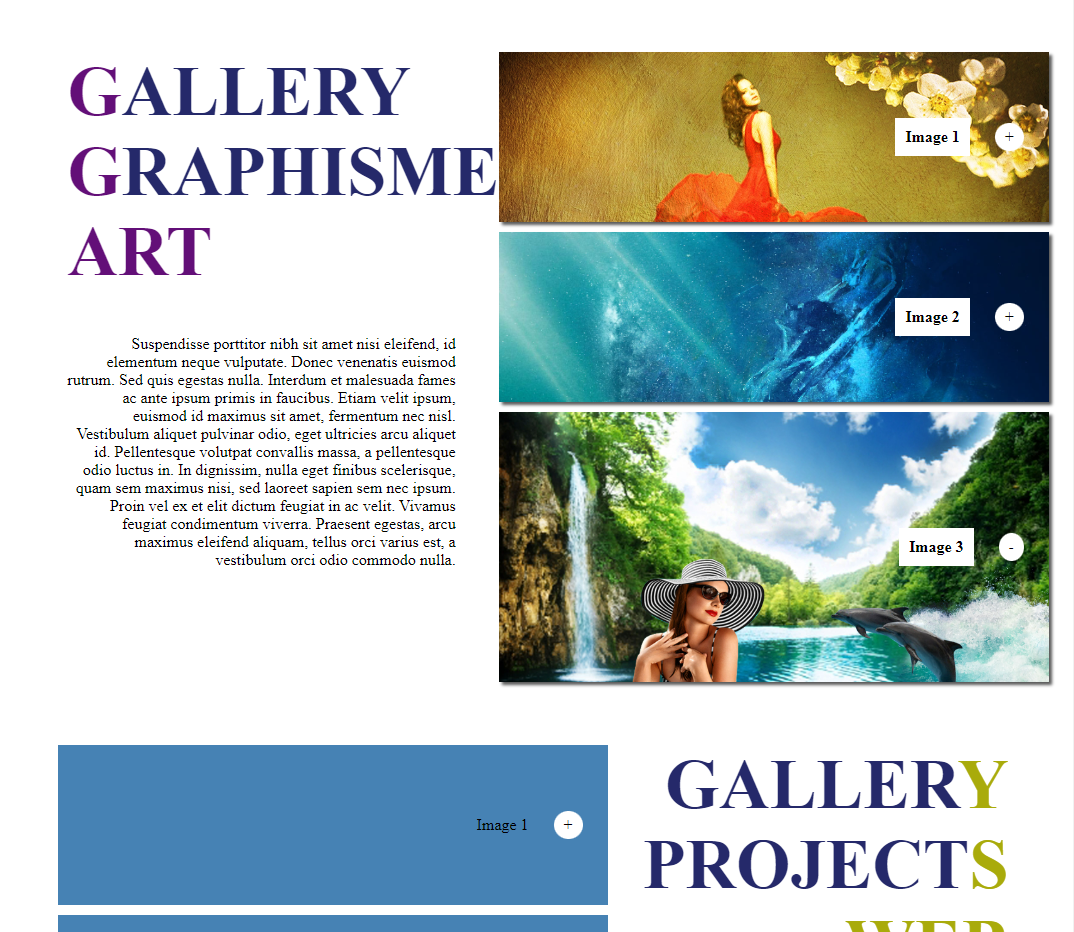 GALLERY
GRAPHISME
ART
Suspendisse porttitor nibh sit amet nisi eleifend, id
elementum neque vulputate. Donec venenatis euismod
rutrum. Sed quis egestas nulla. Interdum et malesuada fames
ac ante ipsum primis in faucibus. Etiam velit ipsum,
euismod id maximus sit amet, fermentum nec nisl.
Vestibulum aliquet pulvinar odio, eget ultricies arcu aliquet
id. Pellentesque volutpat convallis massa, a pellentesque
odio luctus in. In dignissim, nulla eget finibus scelerisque,
quam sem maximus nisi, sed laoreet sapien sem nec ipsum.
Proin vel ex et elit dictum feugiat in ac velit. Vivamus
feugiat condimentum viverra. Praesent egestas, arcu
maximus eleifend aliquam, tellus orci varius est, a
vestibulum orci odio commodo nulla.
Image 1 +
Image 2 +
Image 3 -
Image 1 +
GALLERY
PROJECTS
WEB